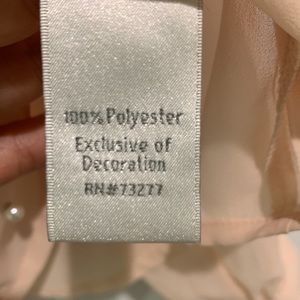 100% Polyester
Exclusive of
Decoration
RN#73277